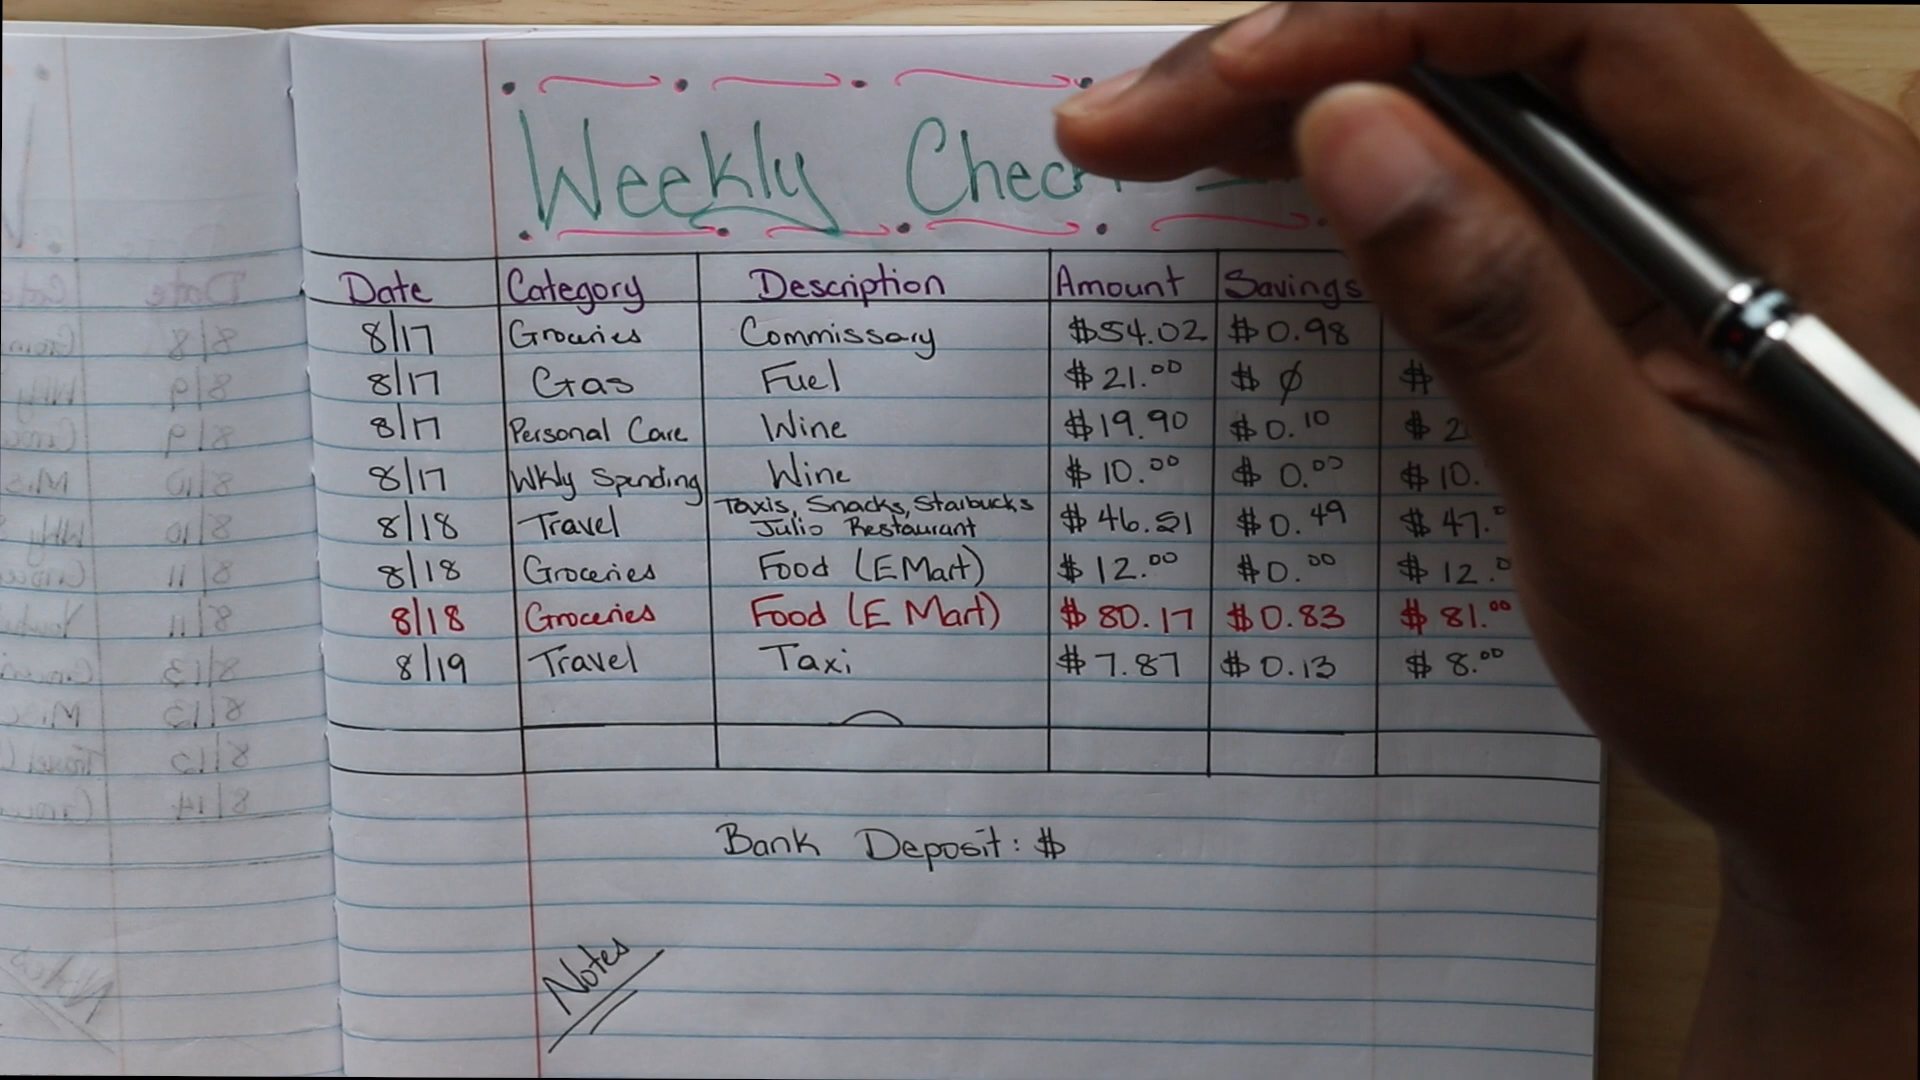 Weekly Check
Date Category Description Amount Savings
8/17 Groceries Commissary $54.02 $0.98
8/17 Gas Fuel $21.00 $ Ø $
8/17 Personal Care Wine $19.90 $0.10 $ 2
8/17 Wkly Spending Wine $10.00 $0.00 $10.
8/18 Travel Taxis, Snacks, Starbucks Julio Restaurant $46.51 $0.49 $47.
8/18 Groceries Food (EMart) $12.00 $0.00 $12.0
8/18 Groceries Food (E Mart) $80.17 $0.83 $81.00
8/19 Travel Taxi $7.87 $0.13 $8.00
Bank Deposit: $
Notes